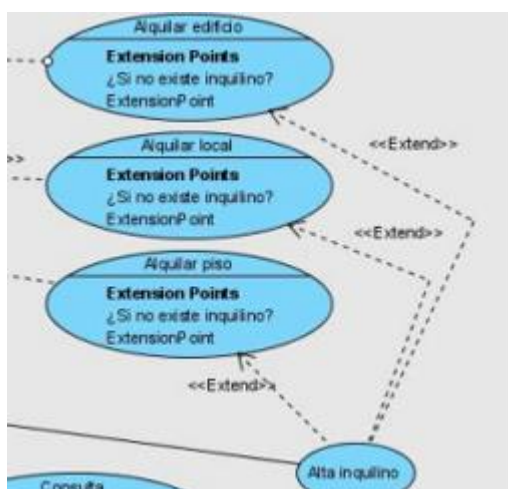 Alquilar edificio
Extension Points
¿Si no existe inquilino?
ExtensionPoint
<<Extend>>
Alquilar local
>>
Extension Points
¿Si no existe inquilino?
ExtensionPoint
<<Extend>>
Alquilar piso
Extension Points
¿Si no existe inquilino?
ExtensionPoint
<<Extend>>
Alta inquilino
Consulta